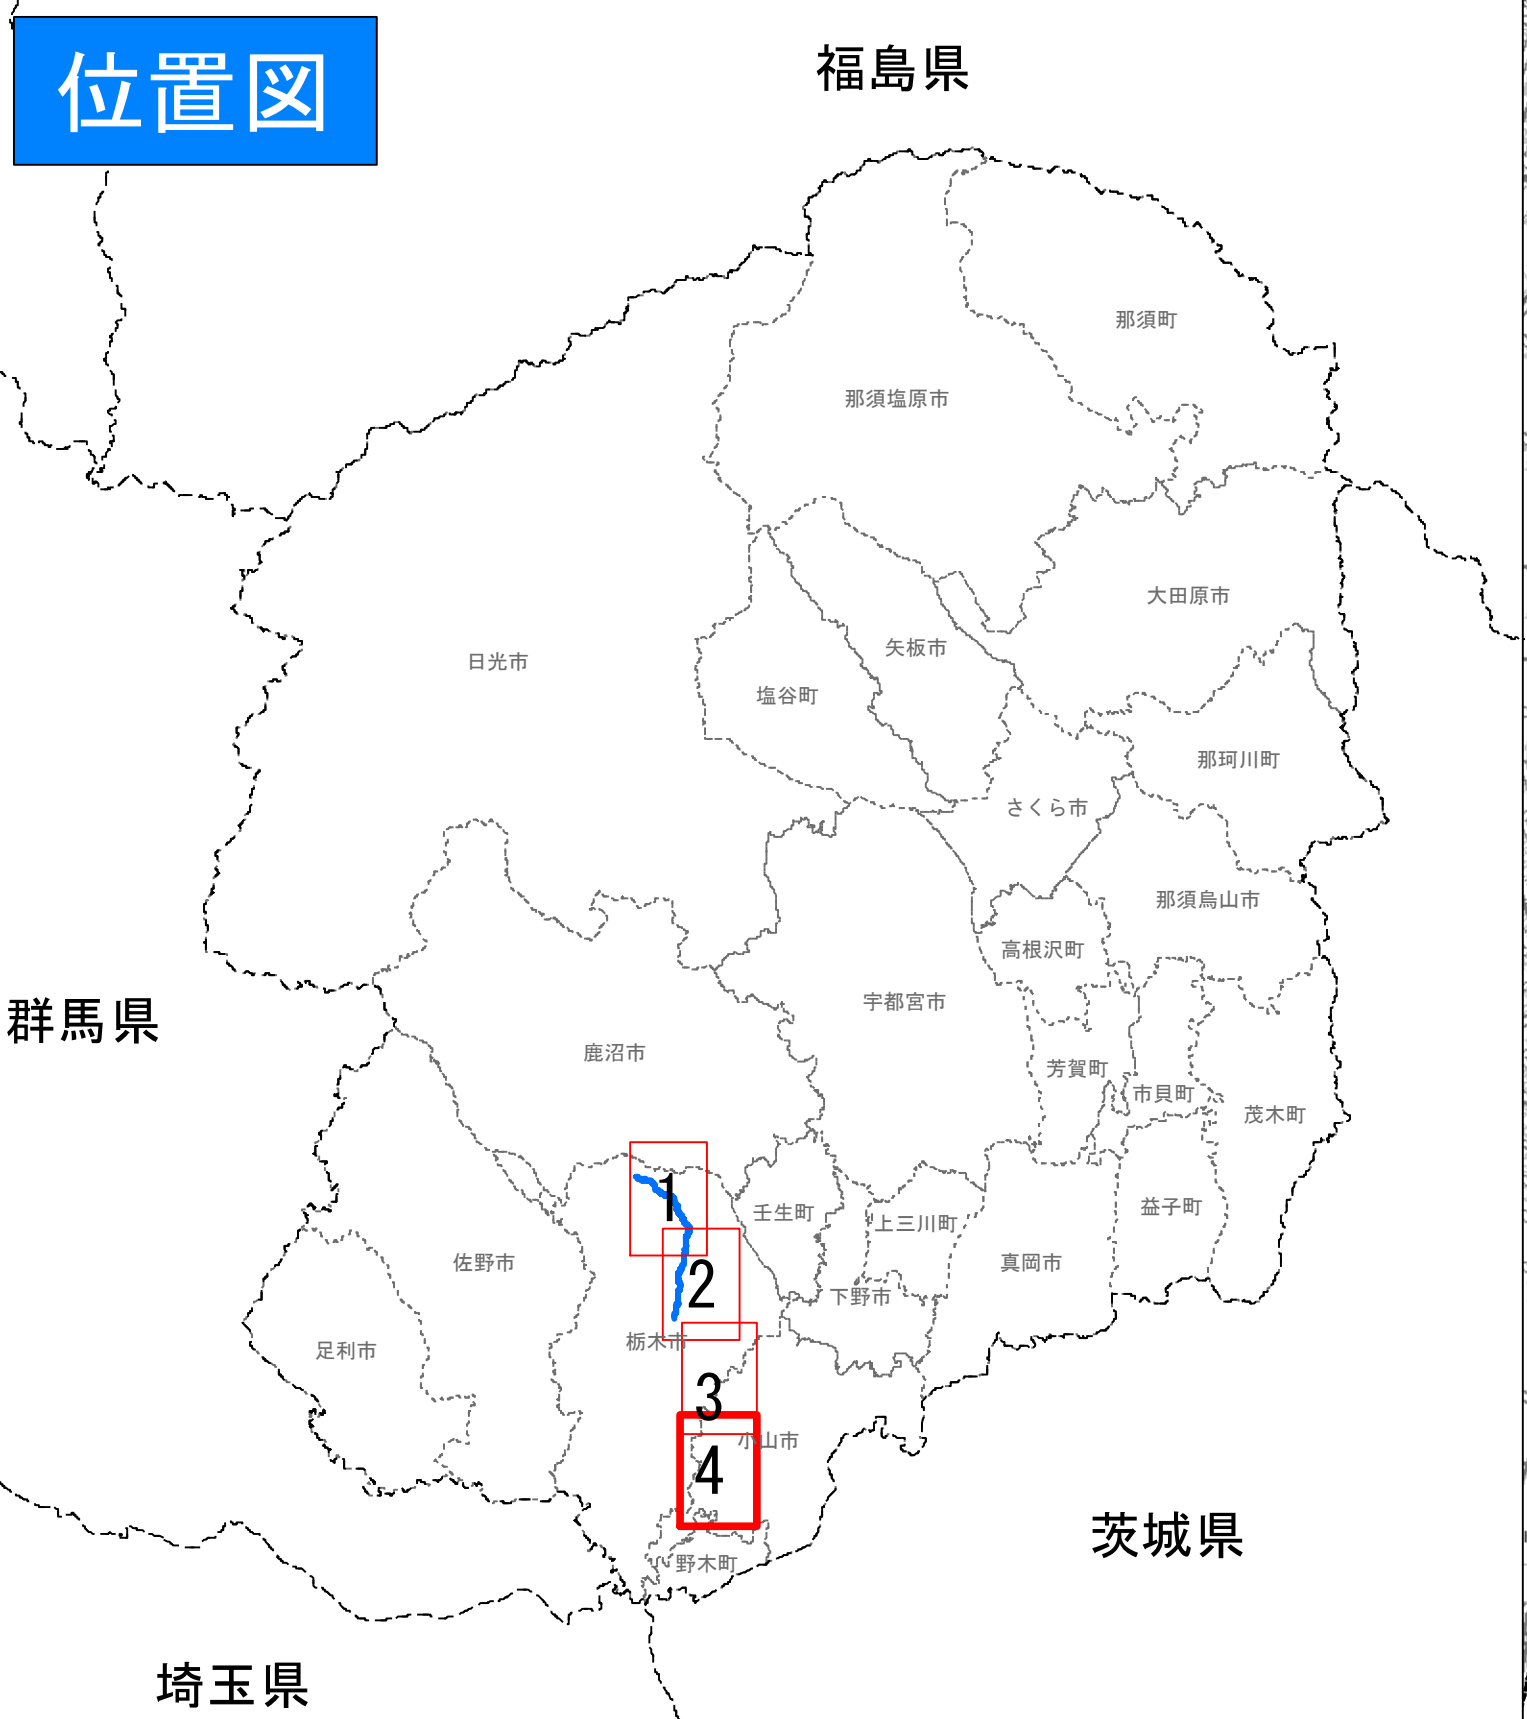 位置図
福島県
那須町
那須塩原市
大田原市
矢板市
日光市
塩谷町
那珂川町
さくら市
那須烏山市
高根沢町
宇都宮市
群馬県
鹿沼市
芳賀町
市貝町
茂木町
1
益子町
壬生町
上三川町
佐野市
真岡市
2
下野市
栃木市
足利市
3
小山市
4
茨城県
野木町
埼玉県